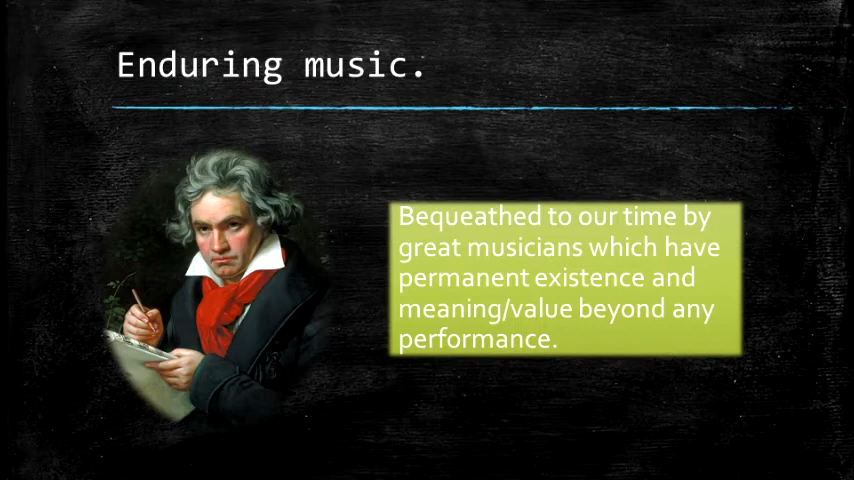 Enduring music.
Bequeathed to our time by
great musicians which have
permanent existence and
meaning/value beyond any
performance.